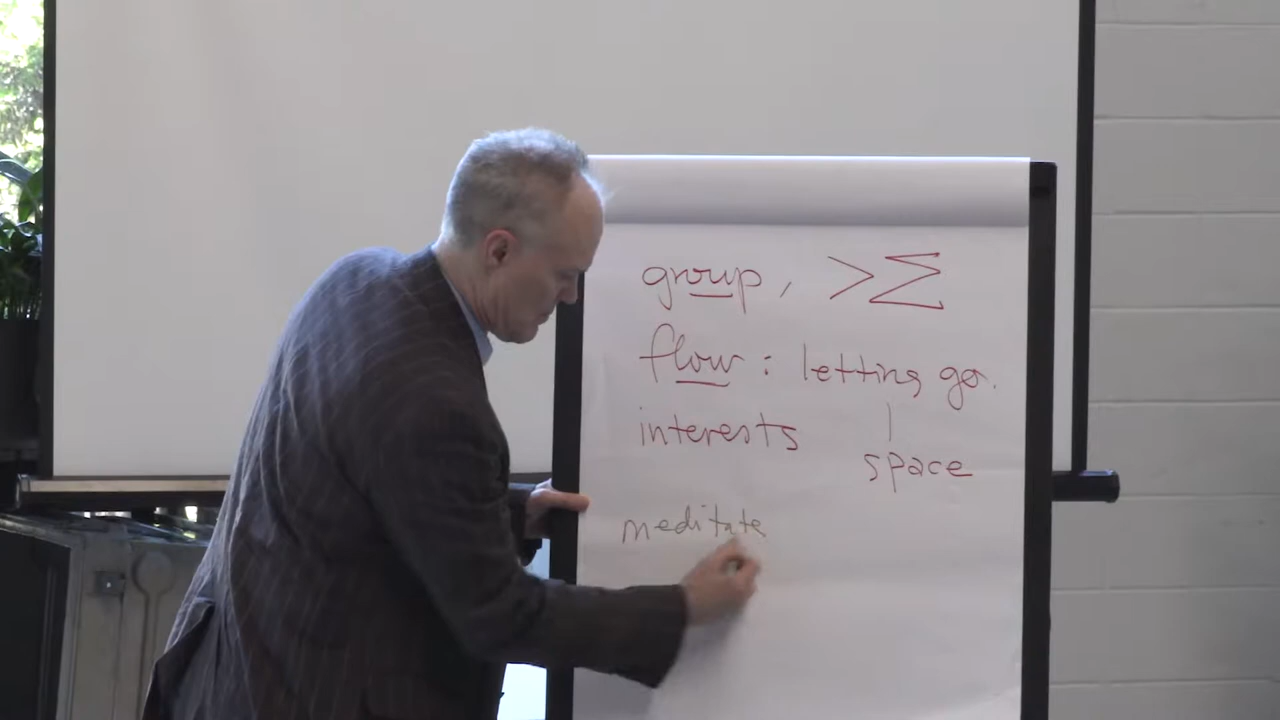 group, >Σ
flow: letting go.
interests
space
meditate